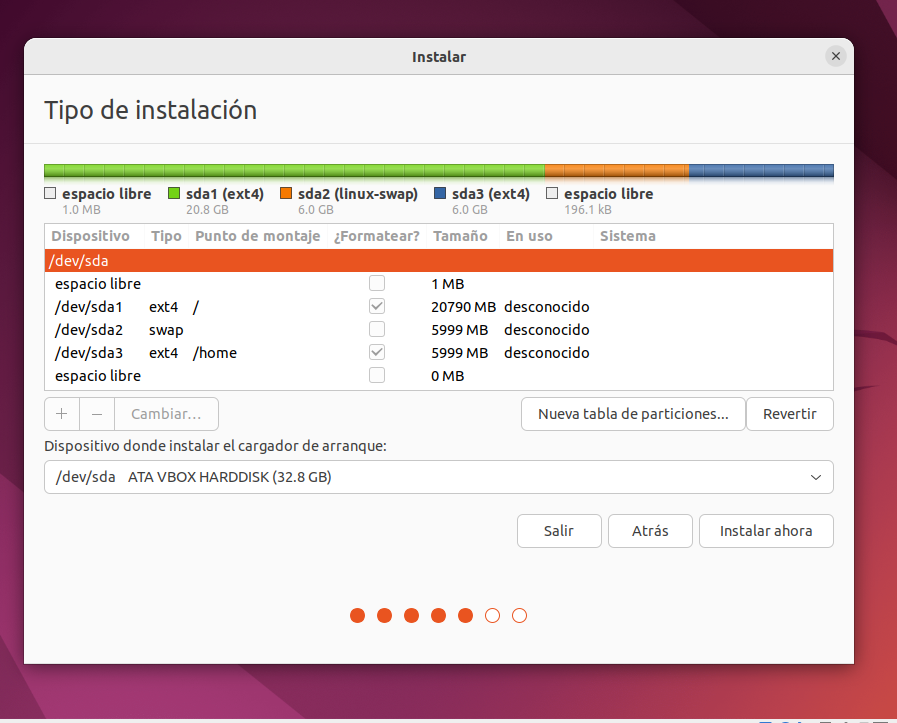 Instalar
Tipo de instalación
espacio libre sda1 (ext4) sda2 (linux-swap) sda3 (ext4) espacio libre
1.0 MB 20.8 GB 6.0 GB 6.0 GB 196.1 kB
Dispositivo Tipo Punto de montaje ¿Formatear? Tamaño En uso Sistema
/dev/sda
espacio libre 1 MB
/dev/sda1 ext4 / 20790 MB desconocido
/dev/sda2 swap 5999 MB desconocido
/dev/sda3 ext4 /home 5999 MB desconocido
espacio libre 0 MB
+ − Cambiar... Nueva tabla de particiones... Revertir
Dispositivo donde instalar el cargador de arranque:
/dev/sda ATA VBOX HARDDISK (32.8 GB)
Salir Atrás Instalar ahora